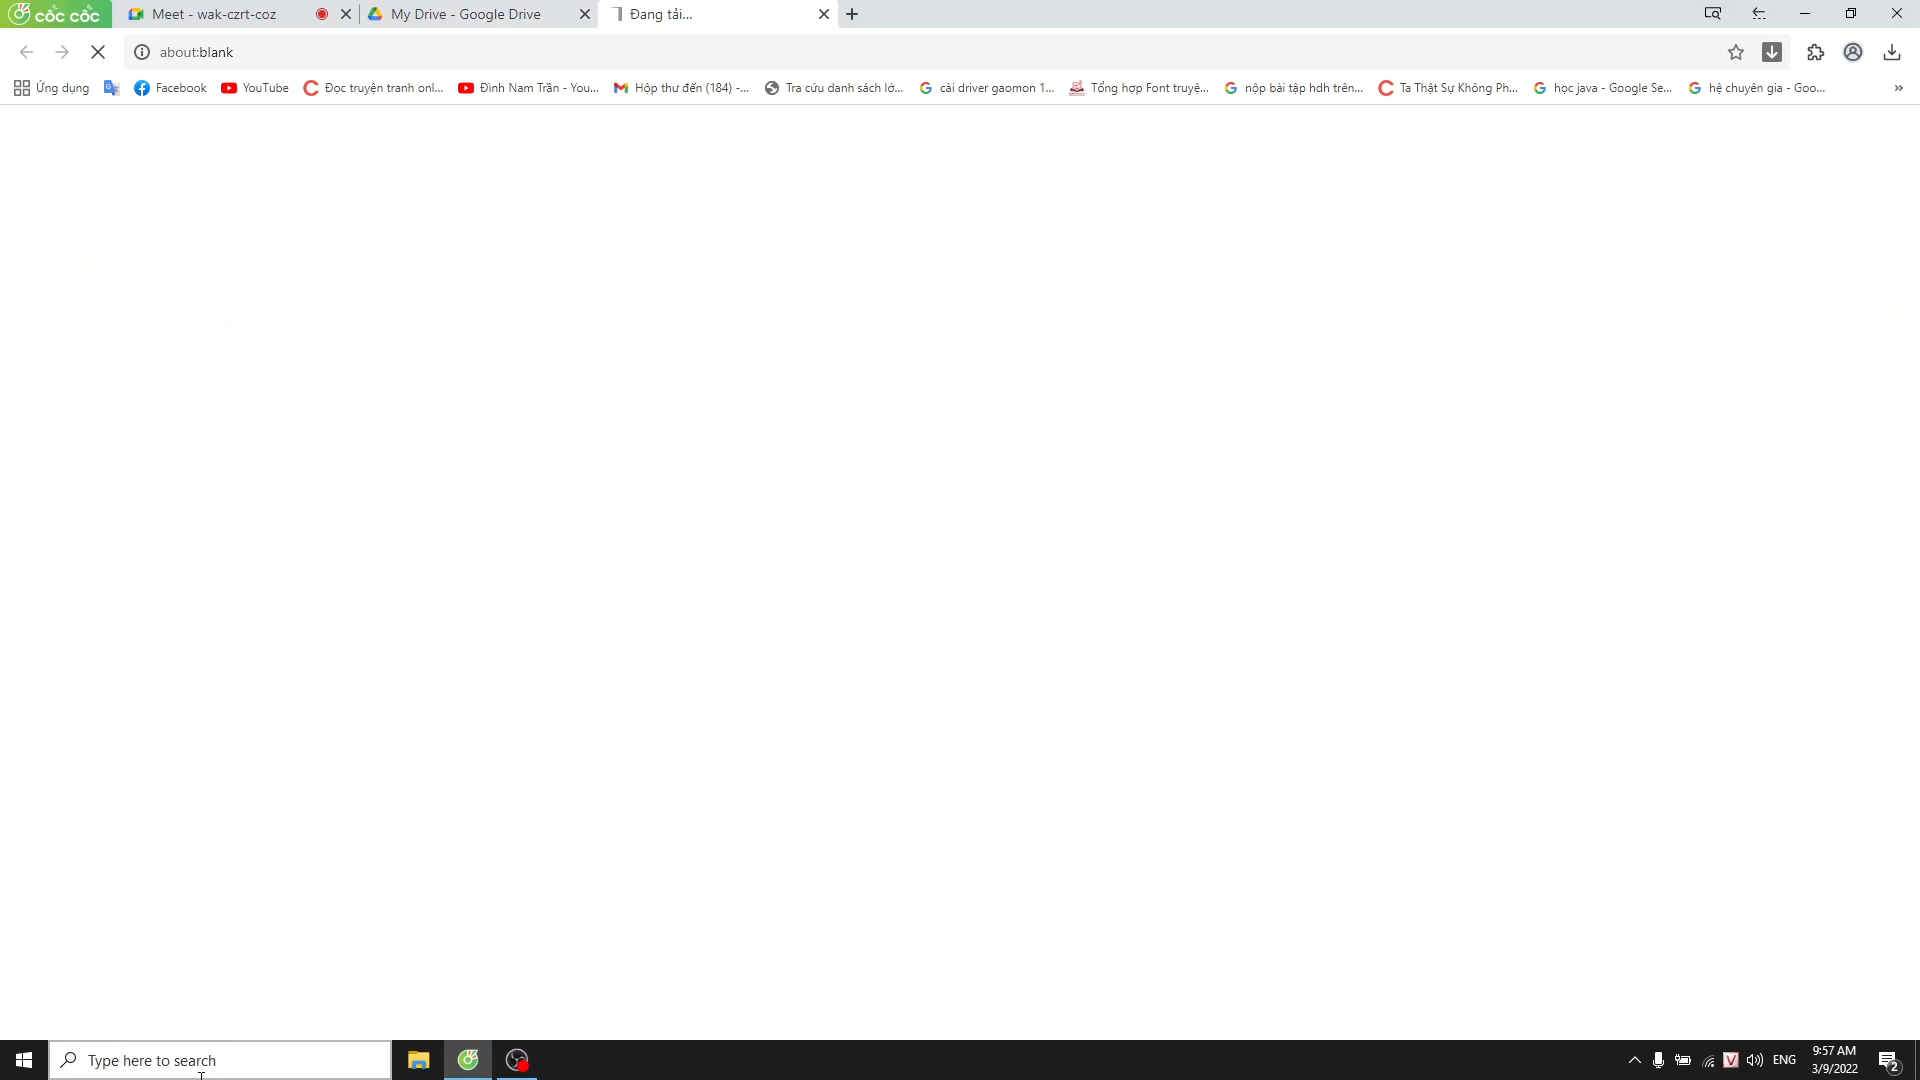 cốc cốc
Meet - wak-czrt-coz
My Drive - Google Drive
Đang tải...
about:blank
Ứng dụng
Facebook
YouTube
Đọc truyện tranh onl...
Đình Nam Trần - You...
Hộp thư đến (184) -...
Tra cứu danh sách ló...
cài driver gaomon 1...
Tổng hợp Font truyệ...
nộp bài tập hdh trên...
Ta Thật Sự Không Ph...
học java - Google Se...
hệ chuyên gia - Goo...
»
Type here to search
ENG
9:57 AM
3/9/2022
2